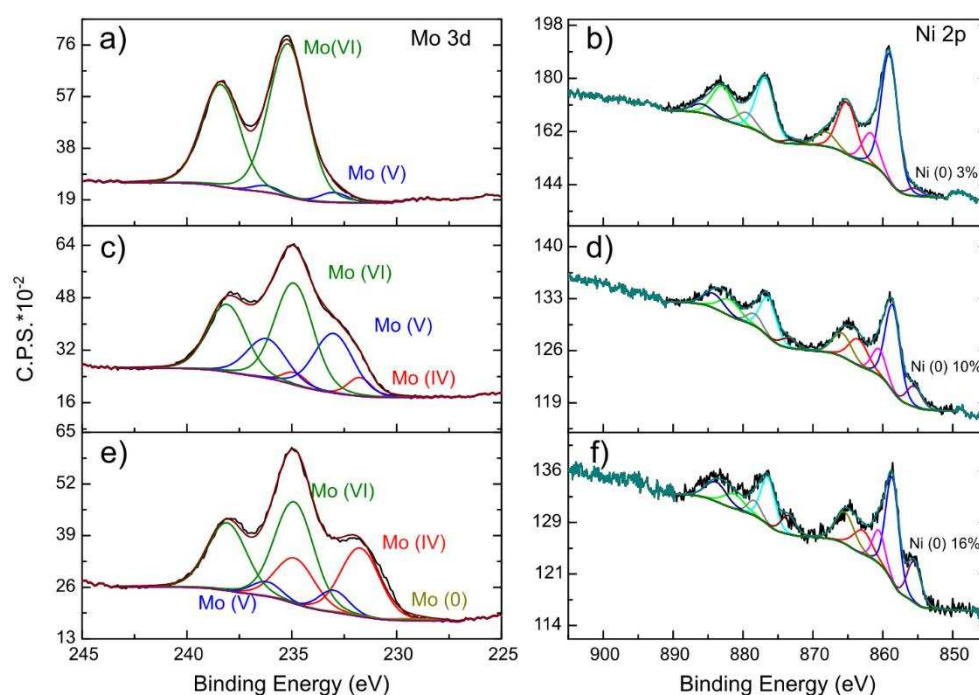 a)
Mo 3d
Mo(VI)
Mo (V)
76
57
38
19
b)
Ni 2p
Ni (0) 3%
198
180
162
144
c)
Mo (VI)
Mo (V)
Mo (IV)
64
48
32
16
d)
Ni (0) 10%
140
133
126
119
e)
Mo (VI)
Mo (IV)
Mo (V)
Mo (0)
65
52
39
26
13
f)
Ni (0) 16%
136
129
121
114
C.P.S. *10-2
245
240
235
230
225
Binding Energy (eV)
900
890
880
870
860
850
Binding Energy (eV)